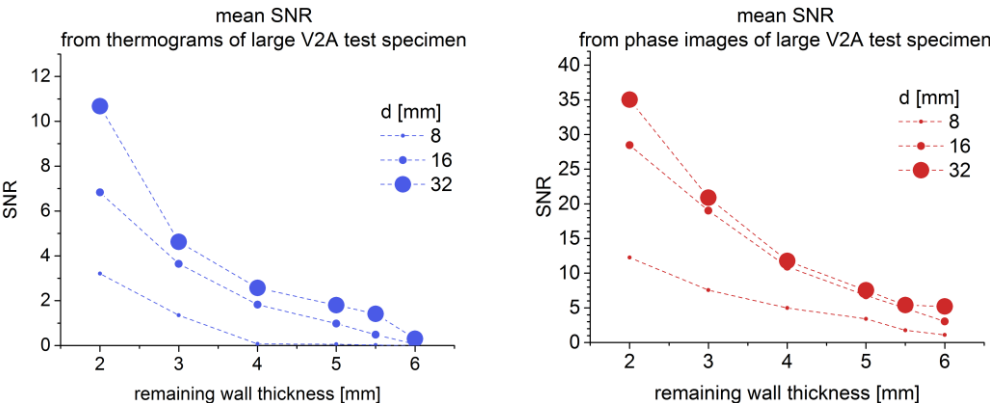 mean SNR
from thermograms of large V2A test specimen
12
10
8
6
4
2
0
SNR
d [mm]
8
16
32
2 3 4 5 6
remaining wall thickness [mm]
mean SNR
from phase images of large V2A test specimen
40
35
30
25
20
15
10
5
0
SNR
d [mm]
8
16
32
2 3 4 5 6
remaining wall thickness [mm]